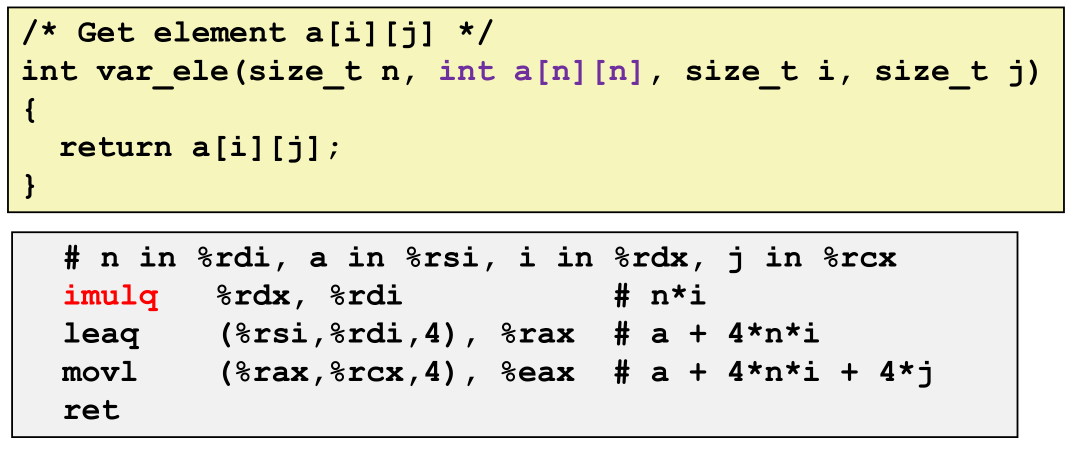 /* Get element a[i][j] */
int var_ele(size_t n, int a[n][n], size_t i, size_t j)
{
  return a[i][j];
}
# n in %rdi, a in %rsi, i in %rdx, j in %rcx
imulq   %rdx, %rdi           # n*i
leaq    (%rsi,%rdi,4), %rax  # a + 4*n*i
movl    (%rax,%rcx,4), %eax  # a + 4*n*i + 4*j
ret